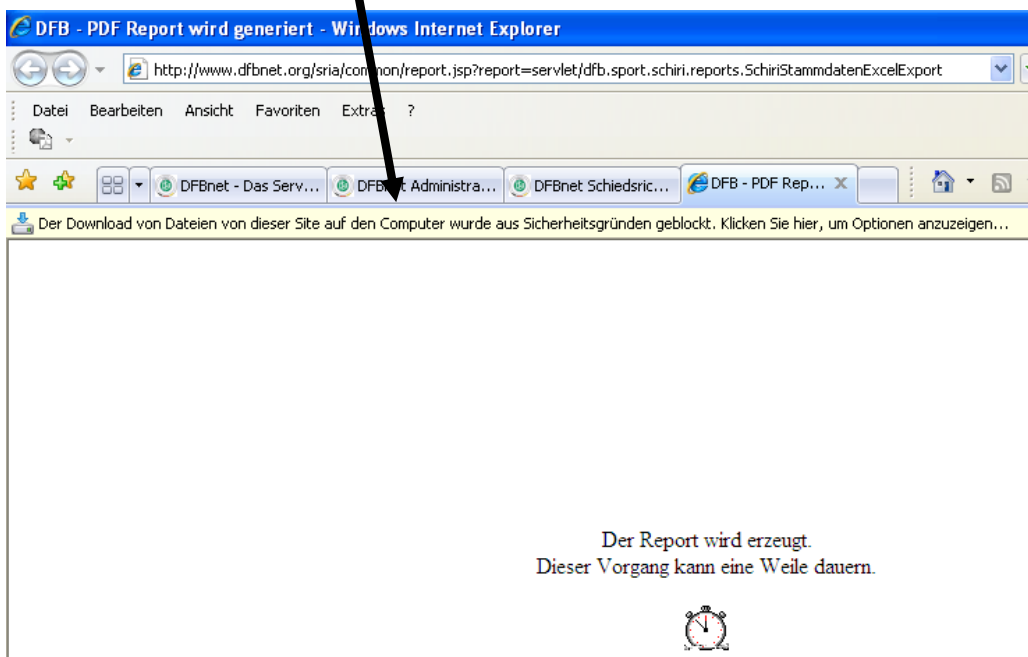 DFB - PDF Report wird generiert - Windows Internet Explorer
http://www.dfbnet.org/sria/common/report.jsp?report=servlet/dfb.sport.schiri.reports.SchiriStammdatenExcelExport
Datei Bearbeiten Ansicht Favoriten Extras ?
DFBnet - Das Serv... DFBnet Administra... DFBnet Schiedsric... DFB - PDF Rep... X
Der Download von Dateien von dieser Site auf den Computer wurde aus Sicherheitsgründen geblockt. Klicken Sie hier, um Optionen anzuzeigen...
Der Report wird erzeugt.
Dieser Vorgang kann eine Weile dauern.